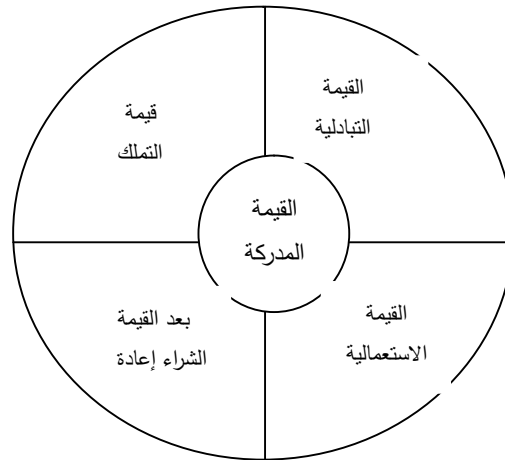 القيمة
التبادلية
قيمة
التملك
القيمة
المدركة
القيمة
الاستعمالية
بعد القيمة
الشراء إعادة